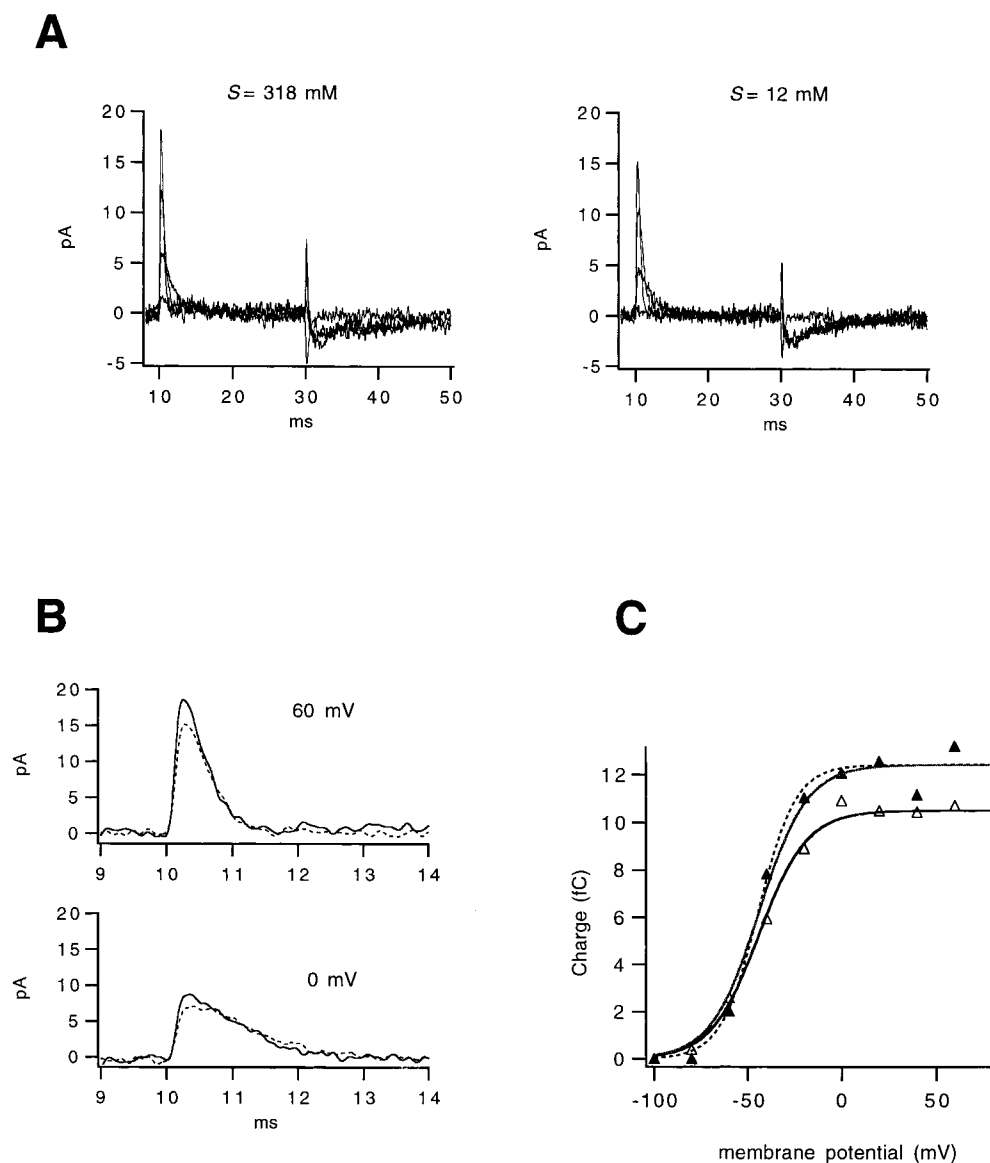 A
S = 318 mM
20
15
10
5
0
-5
pA
10 20 30 40 50
ms
S = 12 mM
20
15
10
5
0
-5
pA
10 20 30 40 50
ms
B
60 mV
20
15
10
5
0
pA
9 10 11 12 13 14
0 mV
20
15
10
5
0
pA
9 10 11 12 13 14
ms
C
12
10
8
6
4
2
0
Charge (fC)
-100 -50 0 50
membrane potential (mV)